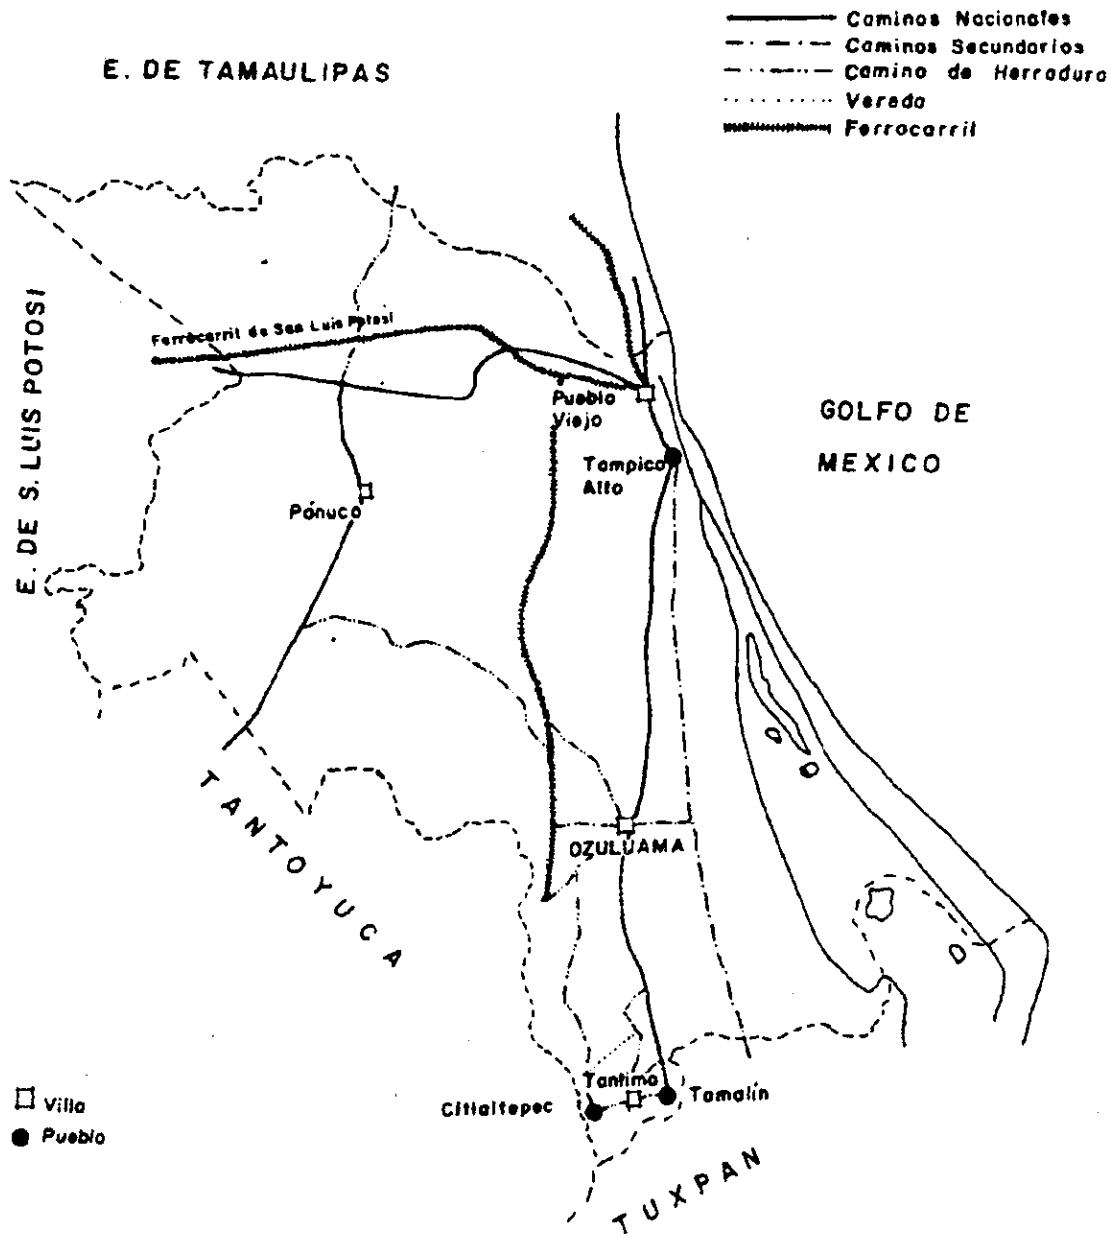 Caminos Nacionales
Caminos Secundarios
Camino de Herradura
Vereda
Ferrocarril
E. DE TAMAULIPAS
E. DE S. LUIS POTOSI
Ferrocarril de San Luis Potosi
Pueblo
Viejo
GOLFO DE
MEXICO
Tampico
Alto
Pánuco
TANTOYUCA
OZULUAMA
Tantima
Tamalín
Citlaltepec
Villa
Pueblo
TUXPAN